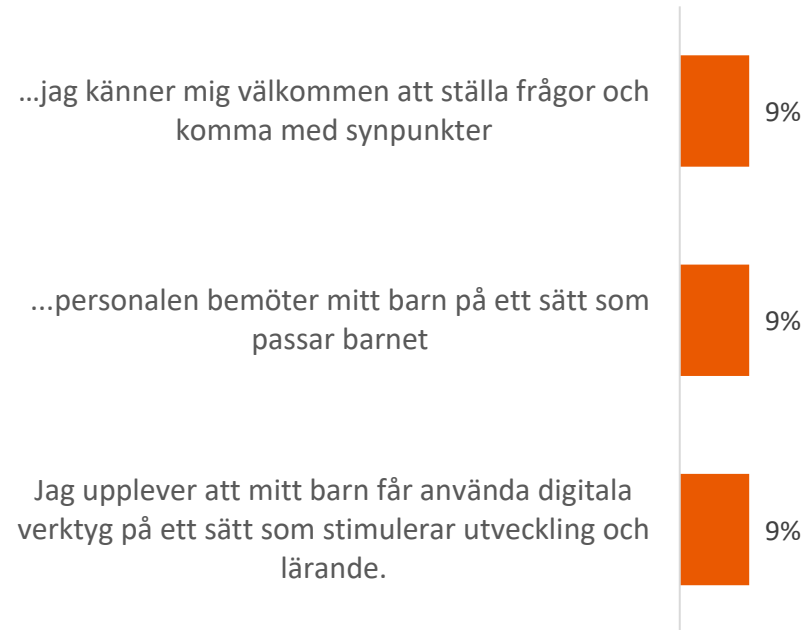 …jag känner mig välkommen att ställa frågor och
komma med synpunkter
9%
...personalen bemöter mitt barn på ett sätt som
passar barnet
9%
Jag upplever att mitt barn får använda digitala
verktyg på ett sätt som stimulerar utveckling och
lärande.
9%